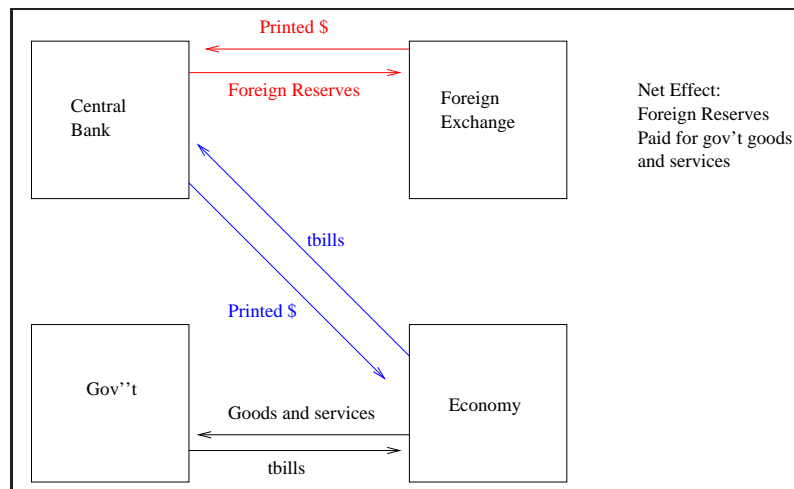 Printed $
Foreign Reserves
Central
Bank
Foreign
Exchange
Net Effect:
Foreign Reserves
Paid for gov't goods
and services
tbills
Printed $
Gov''t
Goods and services
tbills
Economy